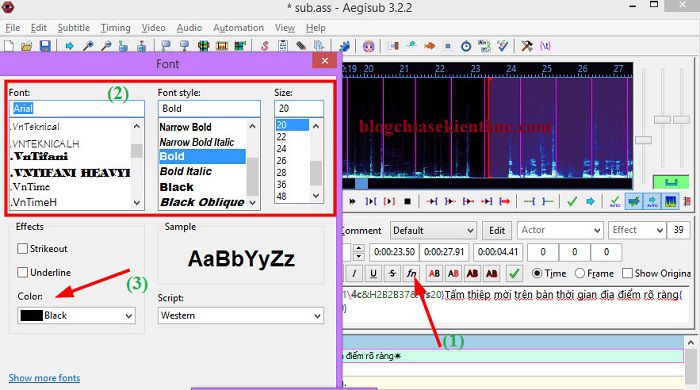 * sub.ass - Aegisub 3.2.2
File Edit Subtitle Timing Audio Video Automation View Help
Font
Font: (2) Font style: Size:
Arial Bold 20
.VnTeknical
.VNTEKNICALH
.VnTifani
.VNTIFANI HEAVYH
.VnTime
.VnTimeH
Narrow Bold
Narrow Bold Italic
Bold
Bold Italic
Black
Black Oblique
20
22
24
26
28
36
48
Effects
Strikeout
Underline
Color: (3)
Black
Sample
AaBbYyZz
Script:
Western
Show more fonts
0:19 20 21 22 23 24 25 26 27
blogchiasekienthuc.com
AUTO AUTO
Comment Default Edit Actor Effect 39
0 0:00:23.50 0:00:27.91 0:00:04.41 0 0 0
I U S fn AB AB AB AB Time Frame Show Origina
1\4c&H2B2B37& s20)Tấm thiệp mời trên bàn thời gian địa điểm rõ ràng{
)}
(1)
a điểm rõ ràng☀